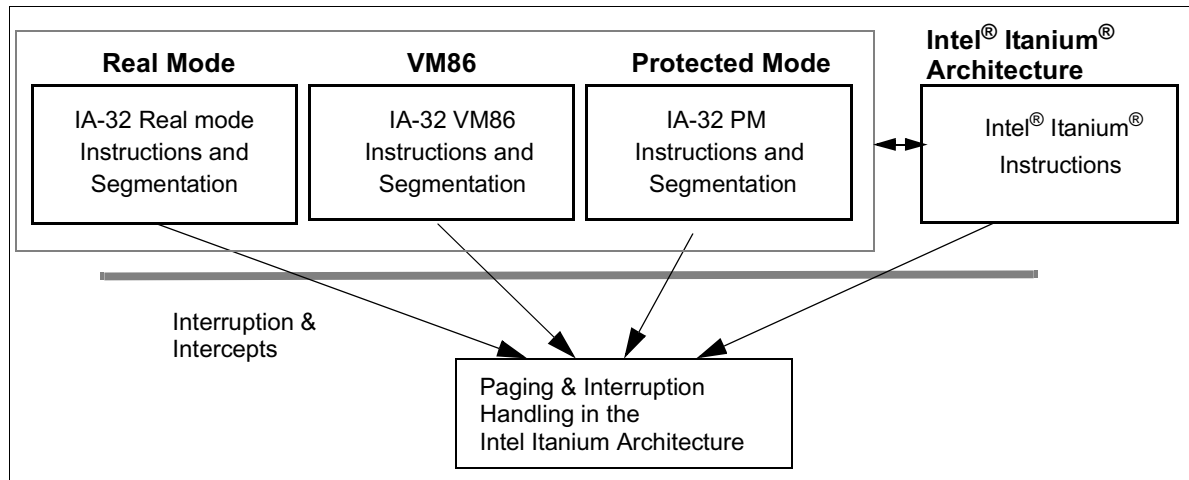 Real Mode
VM86
Protected Mode
Intel® Itanium®
Architecture
IA-32 Real mode
Instructions and
Segmentation
IA-32 VM86
Instructions and
Segmentation
IA-32 PM
Instructions and
Segmentation
Intel® Itanium®
Instructions
Interruption &
Intercepts
Paging & Interruption
Handling in the
Intel Itanium Architecture